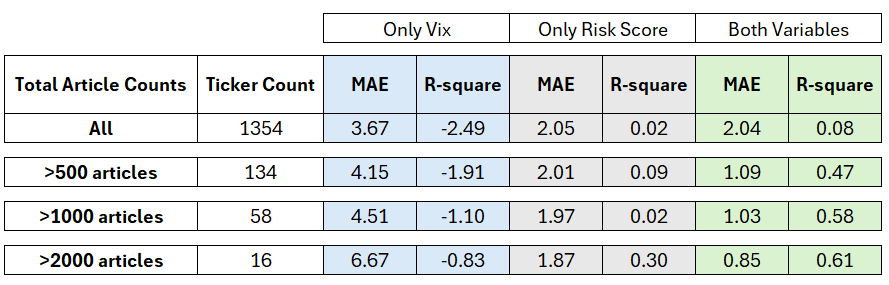 Only Vix Only Risk Score Both Variables
Total Article Counts Ticker Count MAE R-square MAE R-square MAE R-square
All 1354 3.67 -2.49 2.05 0.02 2.04 0.08
>500 articles 134 4.15 -1.91 2.01 0.09 1.09 0.47
>1000 articles 58 4.51 -1.10 1.97 0.02 1.03 0.58
>2000 articles 16 6.67 -0.83 1.87 0.30 0.85 0.61